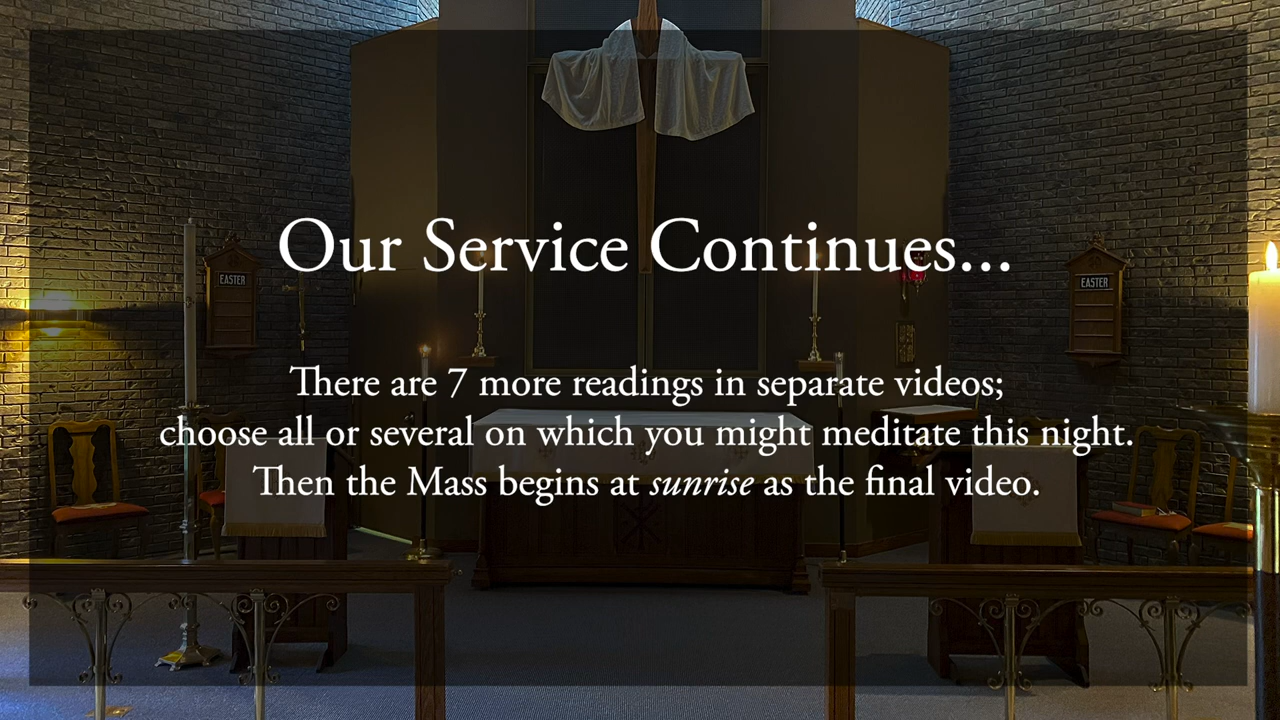 Our Service Continues...
EASTER
EASTER
There are 7 more readings in separate videos;
choose all or several on which you might meditate this night.
Then the Mass begins at sunrise as the final video.